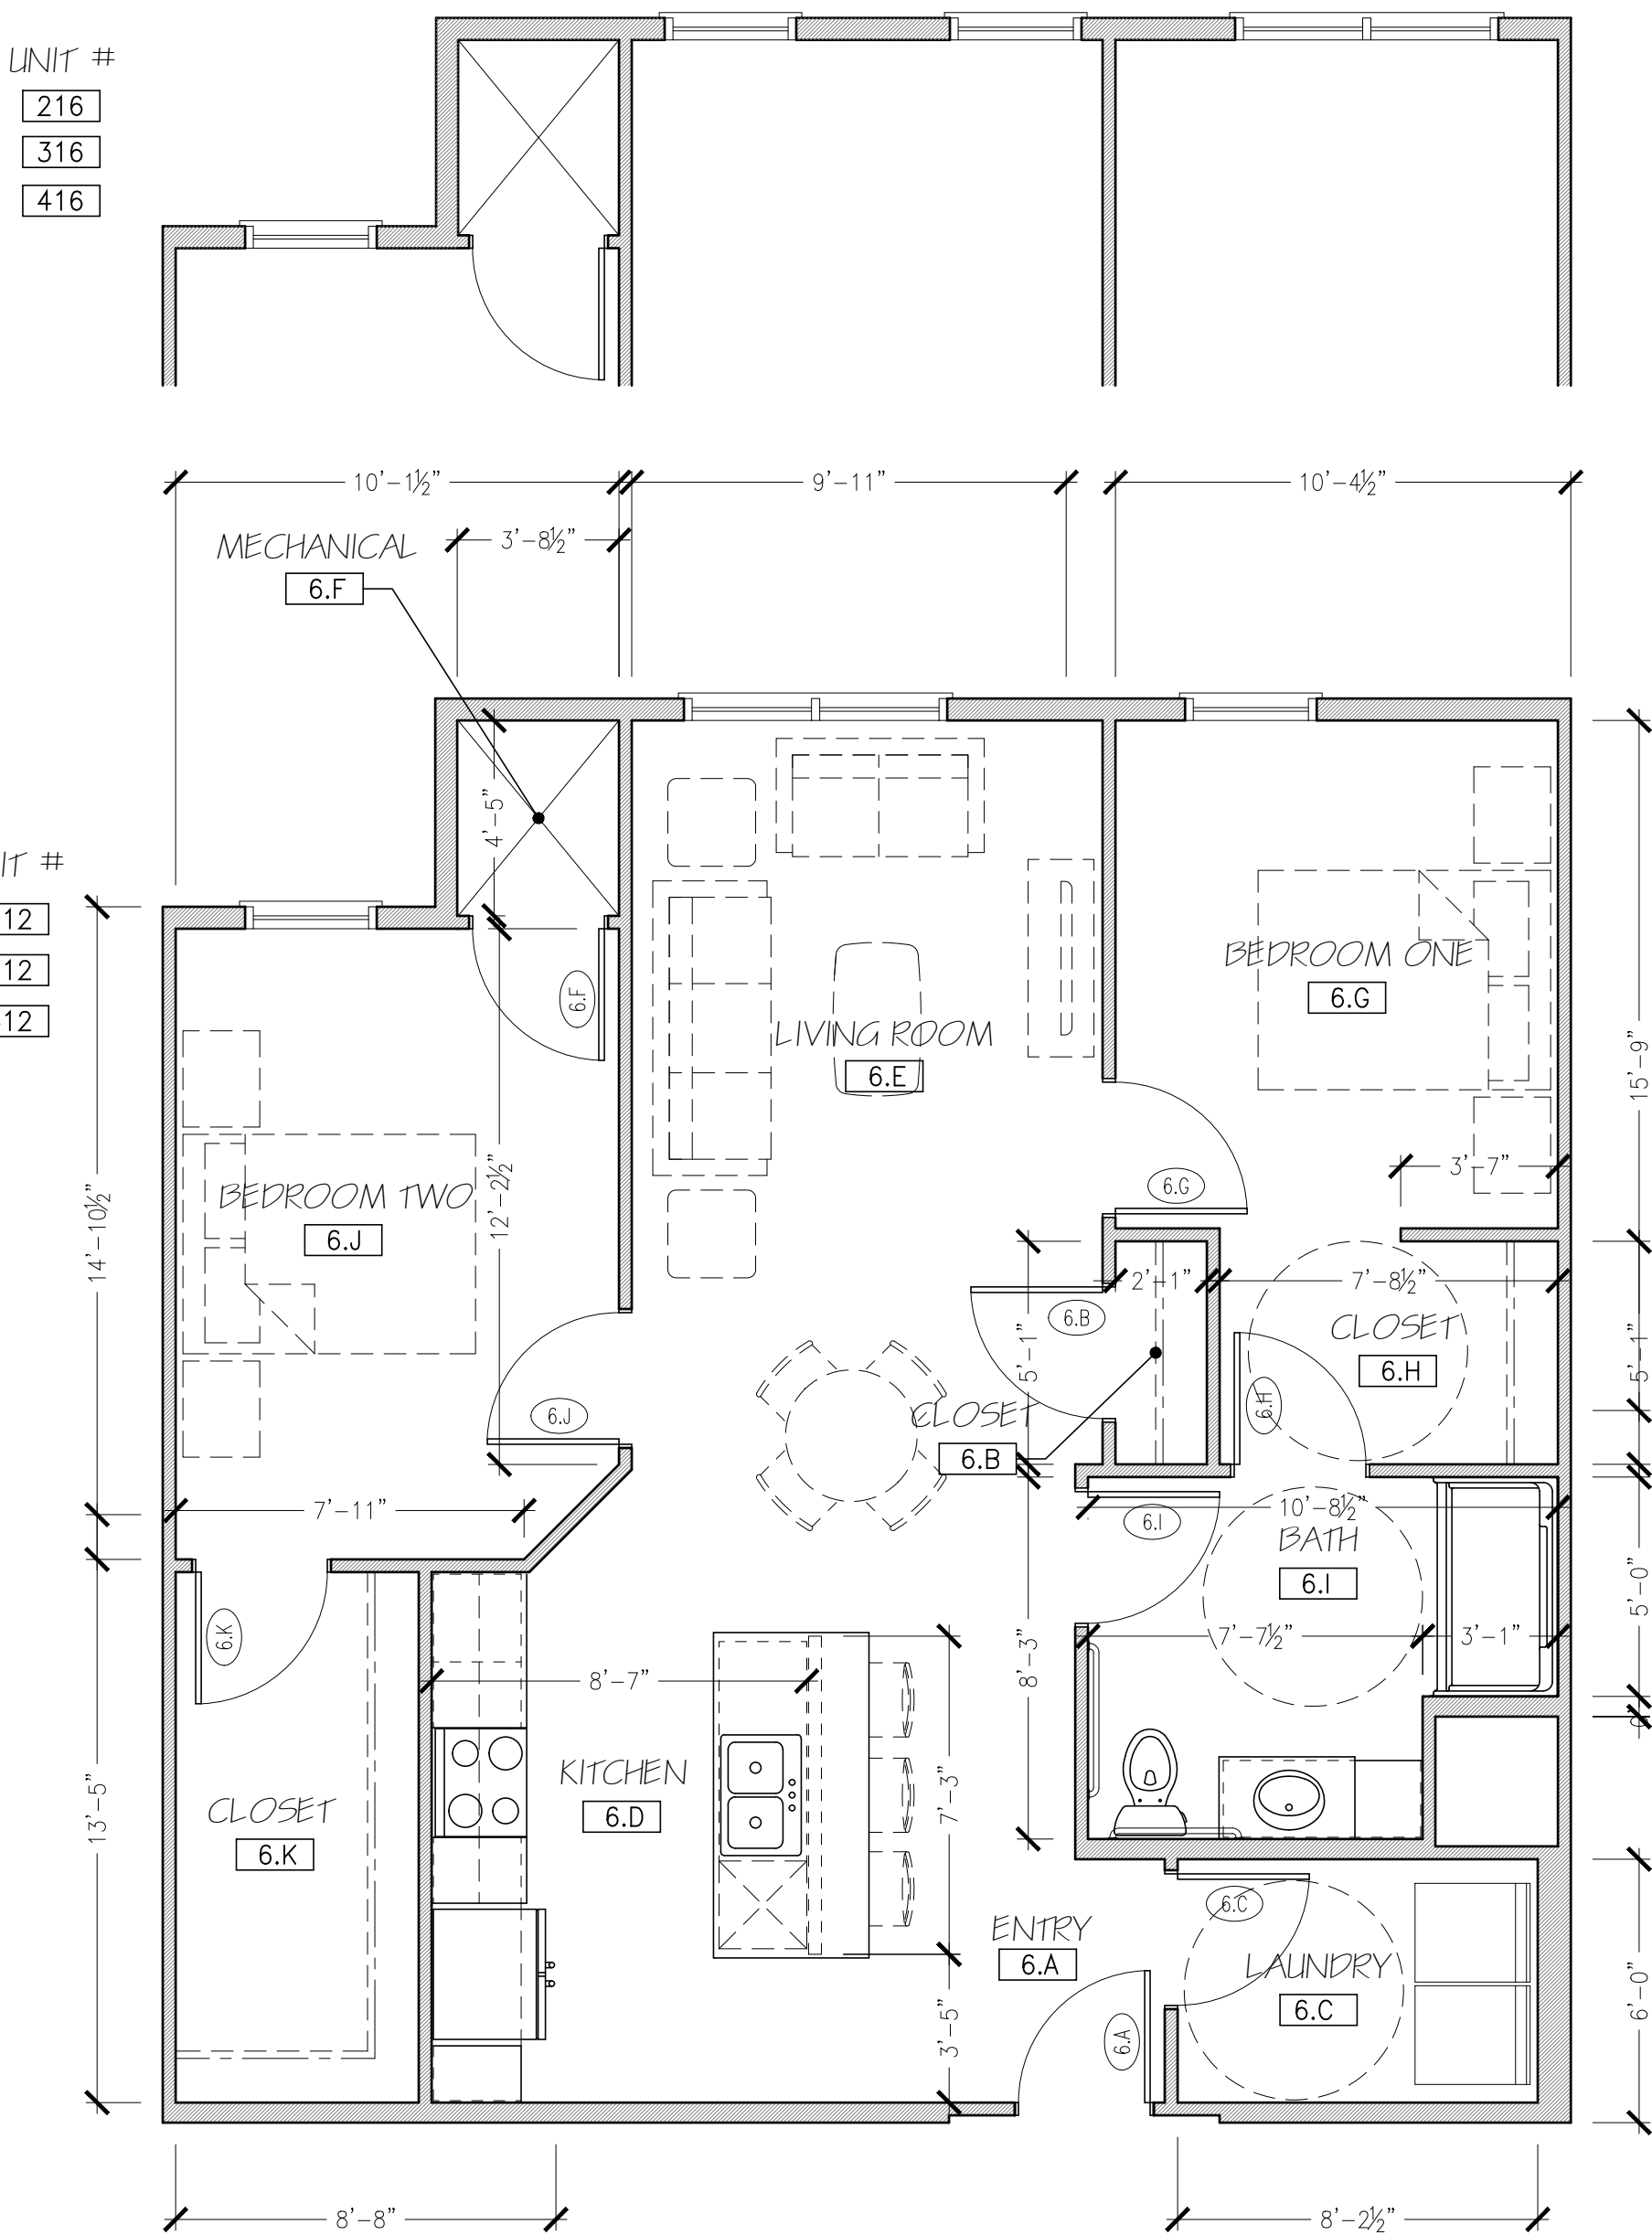 UNIT #
216
316
416
10'-1½"
9'-11"
10'-4½"
3'-8½"
MECHANICAL
6.F
4'-5"
IT #
12
12
12
BEDROOM ONE
6.G
6.F
LIVING ROOM
6.E
15'-9"
3'-7"
6.G
BEDROOM TWO
6.J
12'-2½"
14'-10½"
2'-1"
7'-8½"
6.B
CLOSET
6.H
5'-1"
5'-1"
6.H
6.J
CLOSET
6.B
7'-11"
10'-8½"
6.I
BATH
6.I
5'-0"
6.K
7'-7½"
3'-1"
8'-3"
8'-7"
KITCHEN
6.D
7'-3"
CLOSET
6.K
13'-5"
6.C
ENTRY
6.A
LAUNDRY
6.C
6'-0"
3'-5"
6.A
8'-8"
8'-2½"